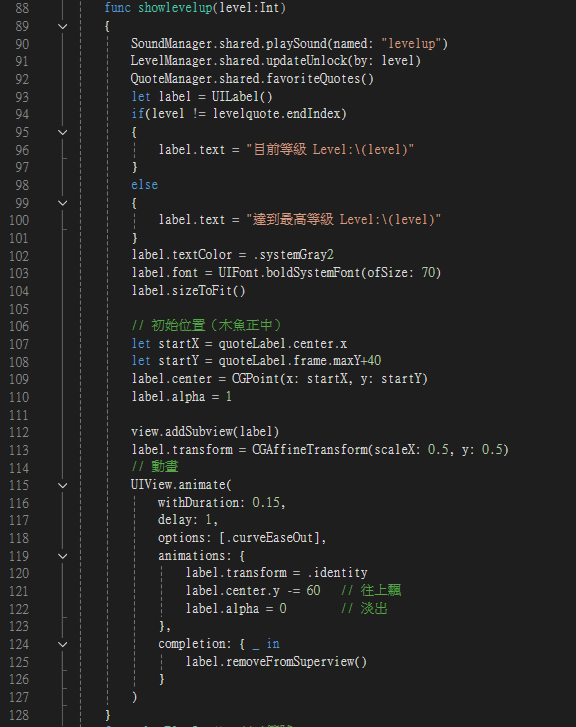 88 func showlevelup(level:Int)
89 {
90 SoundManager.shared.playSound(named: "levelup")
91 LevelManager.shared.updateUnlock(by: level)
92 QuoteManager.shared.favoriteQuotes()
93 let label = UILabel()
94 if(level != levelquote.endIndex)
95 {
96 label.text = "目前等級 Level:\(level)"
97 }
98 else
99 {
100 label.text = "達到最高等級 Level:\(level)"
101 }
102 label.textColor = .systemGray2
103 label.font = UIFont.boldSystemFont(ofSize: 70)
104 label.sizeToFit()
105
106 // 初始位置（木魚正中）
107 let startX = quoteLabel.center.x
108 let startY = quoteLabel.frame.maxY+40
109 label.center = CGPoint(x: startX, y: startY)
110 label.alpha = 1
111
112 view.addSubview(label)
113 label.transform = CGAffineTransform(scaleX: 0.5, y: 0.5)
114 // 動畫
115 UIView.animate(
116 withDuration: 0.15,
117 delay: 1,
118 options: [.curveEaseOut],
119 animations: {
120 label.transform = .identity
121 label.center.y -= 60 // 往上飄
122 label.alpha = 0 // 淡出
123 },
124 completion: { _ in
125 label.removeFromSuperview()
126 }
127 )
128 }